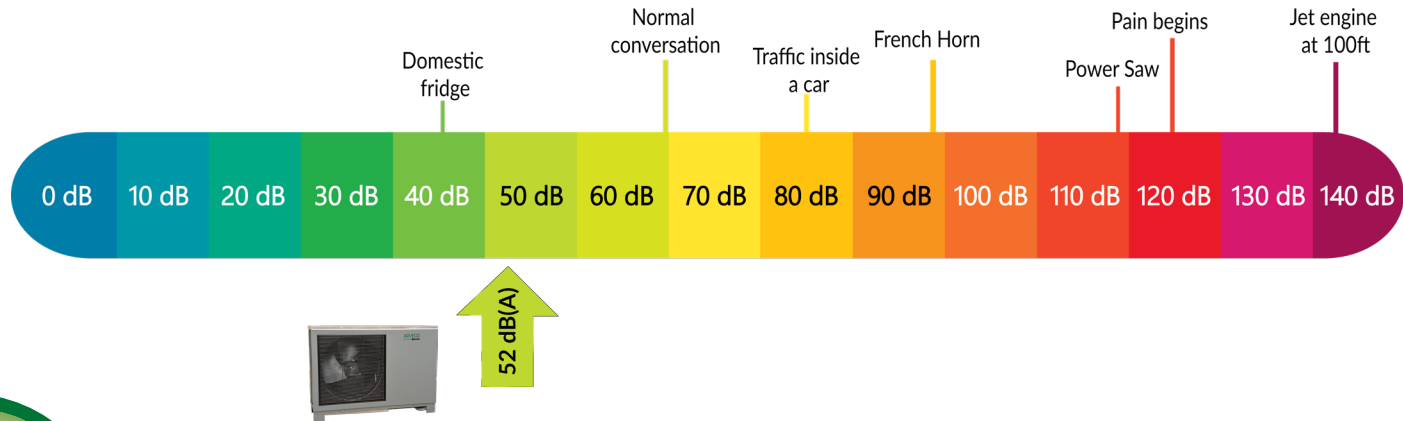 Normal
conversation
Jet engine
at 100ft
Pain begins
French Horn
Traffic inside
a car
Domestic
fridge
Power Saw
0 dB
10 dB
20 dB
30 dB
40 dB
50 dB
60 dB
70 dB
80 dB
90 dB
100 dB
110 dB
120 dB
130 dB
140 dB
52 dB(A)